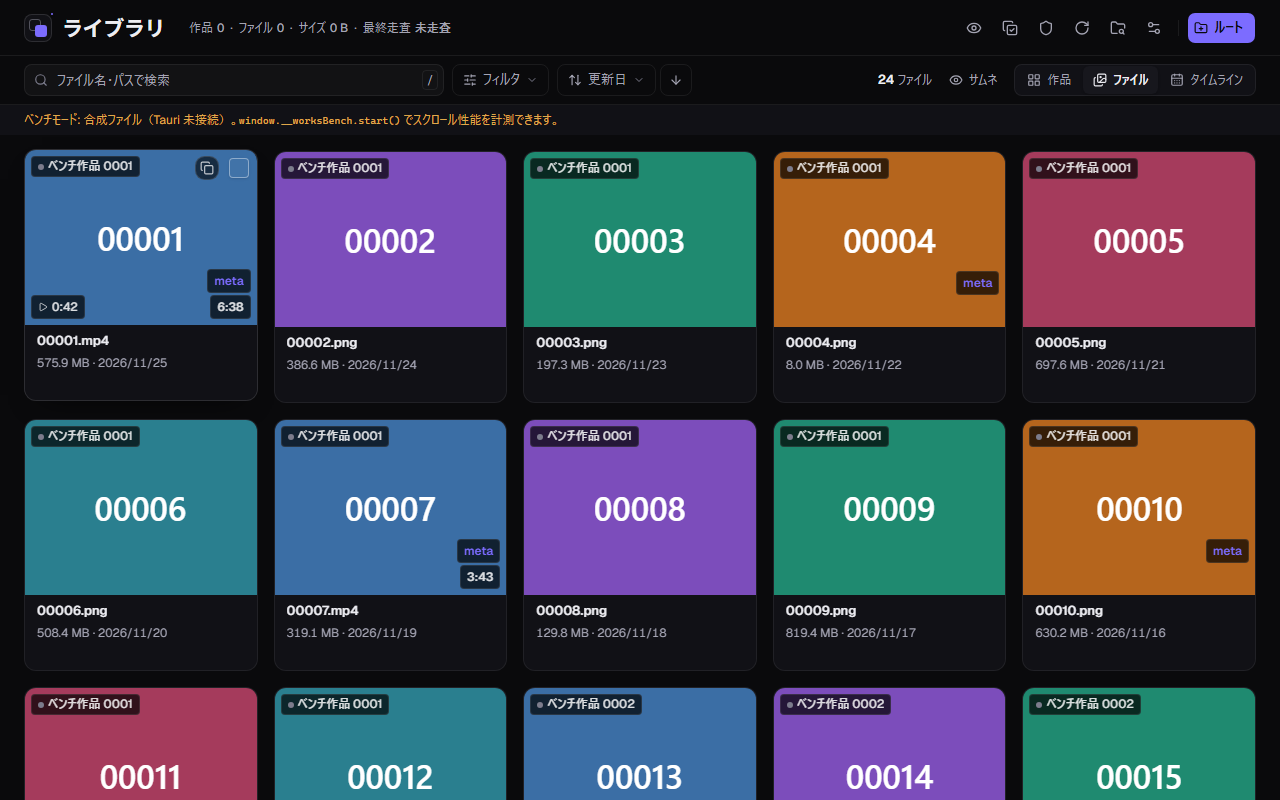 ライブラリ
作品 0 · ファイル 0 · サイズ 0 B · 最終走査 未走査
ルート
ファイル名・パスで検索
/
フィルタ
更新日
24 ファイル
サムネ
作品
ファイル
タイムライン
ベンチモード: 合成ファイル（Tauri 未接続）。window.__worksBench.start() でスクロール性能を計測できます。
ベンチ作品 0001
00001
meta
0:42
6:38
00001.mp4
575.9 MB · 2026/11/25
ベンチ作品 0001
00002
00002.png
386.6 MB · 2026/11/24
ベンチ作品 0001
00003
00003.png
197.3 MB · 2026/11/23
ベンチ作品 0001
00004
meta
00004.png
8.0 MB · 2026/11/22
ベンチ作品 0001
00005
00005.png
697.6 MB · 2026/11/21
ベンチ作品 0001
00006
00006.png
508.4 MB · 2026/11/20
ベンチ作品 0001
00007
meta
3:43
00007.mp4
319.1 MB · 2026/11/19
ベンチ作品 0001
00008
00008.png
129.8 MB · 2026/11/18
ベンチ作品 0001
00009
00009.png
819.4 MB · 2026/11/17
ベンチ作品 0001
00010
meta
00010.png
630.2 MB · 2026/11/16
ベンチ作品 0001
00011
ベンチ作品 0001
00012
ベンチ作品 0002
00013
ベンチ作品 0002
00014
ベンチ作品 0002
00015